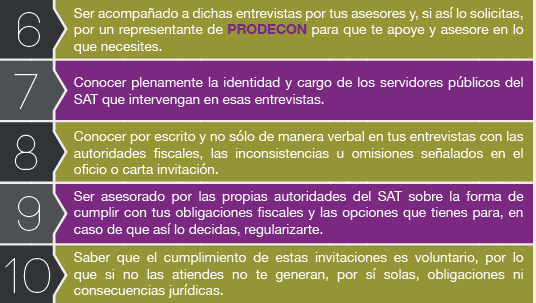 6
Ser acompañado a dichas entrevistas por tus asesores y, si así lo solicitas,
por un representante de PRODECON para que te apoye y asesore en lo
que necesites.
7
Conocer plenamente la identidad y cargo de los servidores públicos del
SAT que intervengan en esas entrevistas.
8
Conocer por escrito y no sólo de manera verbal en tus entrevistas con las
autoridades fiscales, las inconsistencias u omisiones señalados en el
oficio o carta invitación.
9
Ser asesorado por las propias autoridades del SAT sobre la forma de
cumplir con tus obligaciones fiscales y las opciones que tienes para, en
caso de que así lo decidas, regularizarte.
10
Saber que el cumplimiento de estas invitaciones es voluntario, por lo
que si no las atiendes no te generan, por sí solas, obligaciones ni
consecuencias jurídicas.